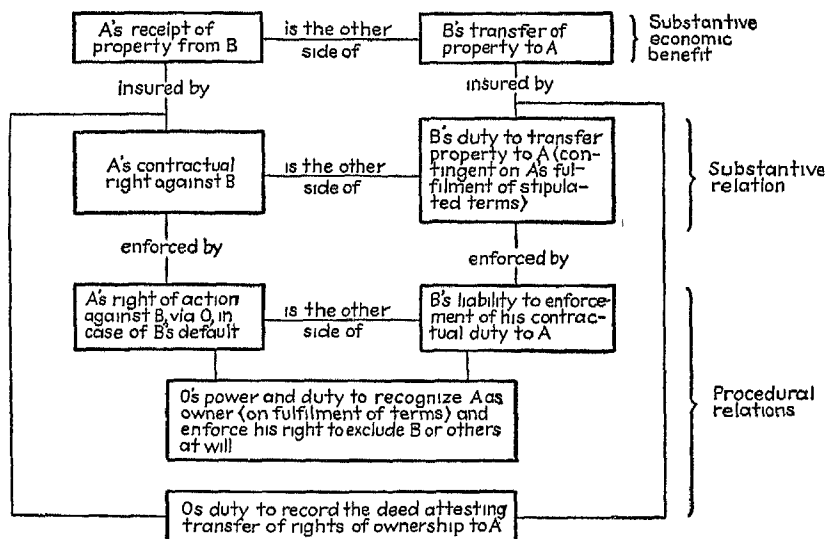 A's receipt of
property from B
is the other
side of
B's transfer of
property to A
Substantive
economic
benefit
insured by
insured by
A's contractual
right against B
is the other
side of
B's duty to transfer
property to A (con-
tingent on A's ful-
filment of stipula-
ted terms)
Substantive
relation
enforced by
enforced by
A's right of action
against B, via O, in
case of B's default
is the other
side of
B's liability to enforce-
ment of his contrac-
tual duty to A
O's power and duty to recognize A as
owner (on fulfilment of terms) and
enforce his right to exclude B or others
at will
Procedural
relations
Os duty to record the deed attesting
transfer of rights of ownership to A